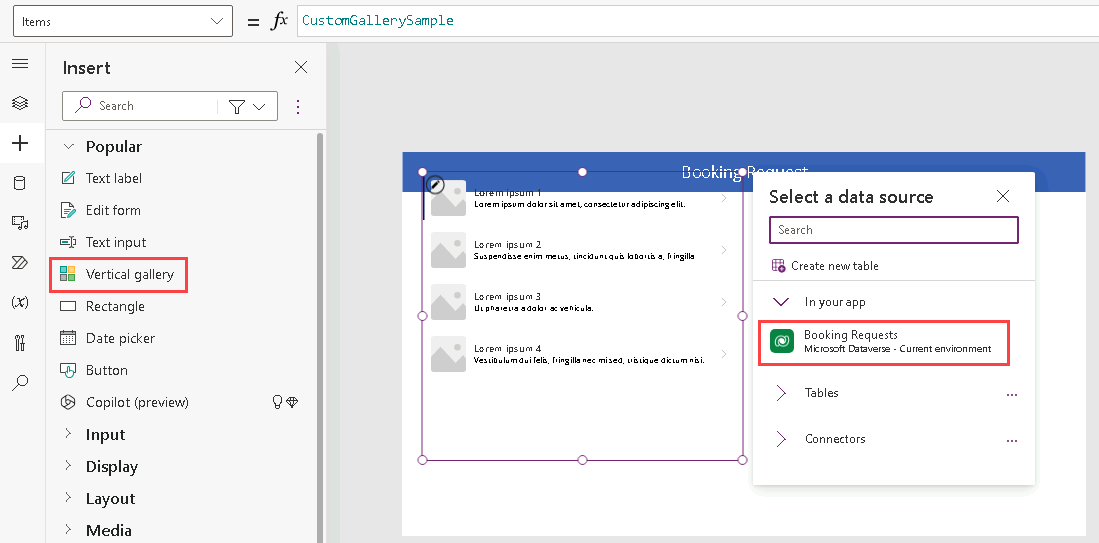 Items
= fx CustomGallerySample
Insert
Search
Popular
Text label
Edit form
Text input
Vertical gallery
Rectangle
Date picker
Button
Copilot (preview)
Input
Display
Layout
Media
(x)
Booking Request
Lorem ipsum 1
Lorem ipsum dolor sit amet, consectetur adipiscing elit.
Lorem ipsum 2
Suspendisse enim metus, tincidunt quis lobortis a, fringilla
Lorem ipsum 3
Ut pharetra a dolor ac vehicula.
Lorem ipsum 4
Vestibulum dui felis, fringilla nec mi sed, tristique dictum nisi.
Select a data source
Search
Create new table
In your app
Booking Requests
Microsoft Dataverse - Current environment
Tables
Connectors